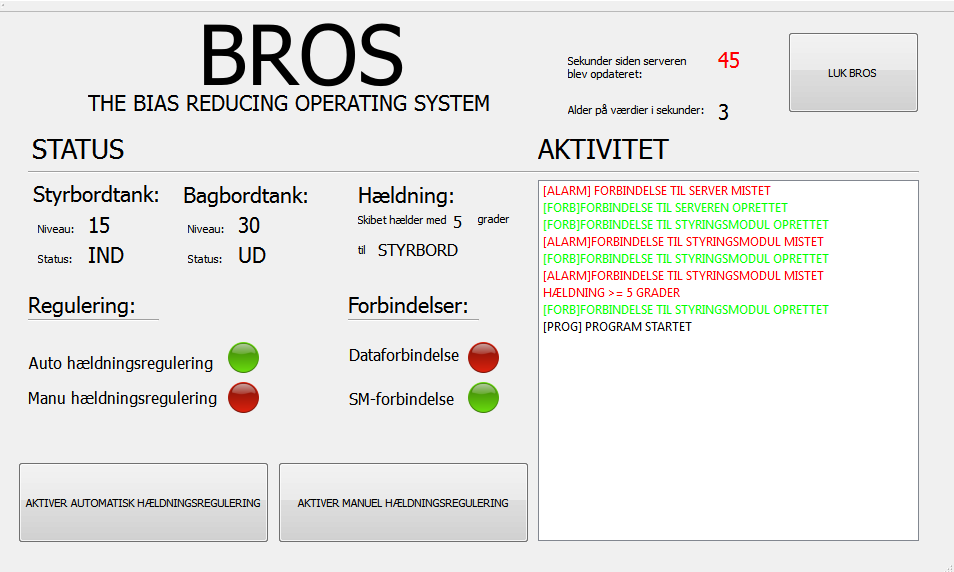 BROS
THE BIAS REDUCING OPERATING SYSTEM
Sekunder siden serveren
blev opdateret:
45
Alder på værdier i sekunder:
3
LUK BROS
STATUS
Styrbordtank:
Niveau: 15
Status: IND
Bagbordtank:
Niveau: 30
Status: UD
Hældning:
Skibet hælder med 5 grader
til STYRBORD
Regulering:
Auto hældningsregulering
Manu hældningsregulering
Forbindelser:
Dataforbindelse
SM-forbindelse
AKTIVER AUTOMATISK HÆLDNINGSREGULERING
AKTIVER MANUEL HÆLDNINGSREGULERING
AKTIVITET
[ALARM] FORBINDELSE TIL SERVER MISTET
[FORB]FORBINDELSE TIL SERVEREN OPRETTET
[FORB]FORBINDELSE TIL STYRINGSMODUL OPRETTET
[ALARM]FORBINDELSE TIL STYRINGSMODUL MISTET
[FORB]FORBINDELSE TIL STYRINGSMODUL OPRETTET
[ALARM]FORBINDELSE TIL STYRINGSMODUL MISTET
HÆLDNING >= 5 GRADER
[FORB]FORBINDELSE TIL STYRINGSMODUL OPRETTET
[PROG] PROGRAM STARTET